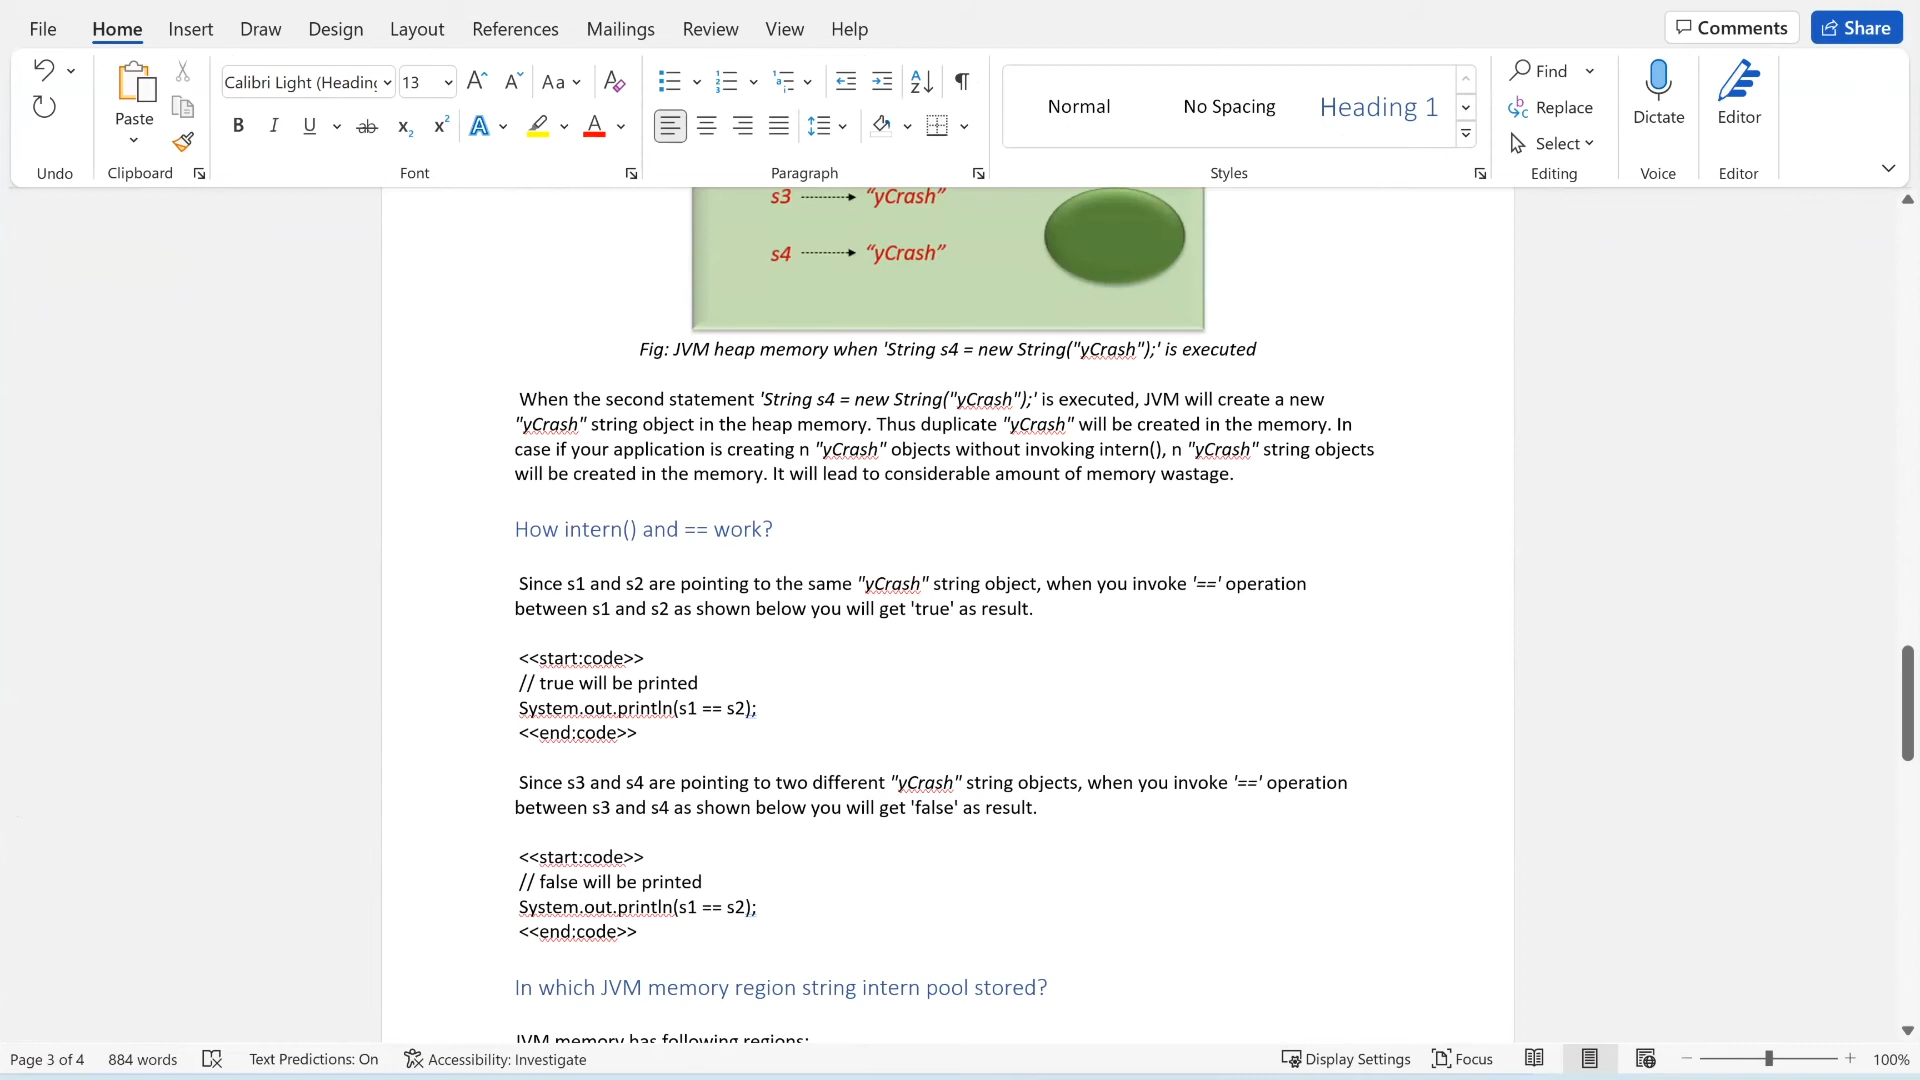 File Home Insert Draw Design Layout References Mailings Review View Help Comments Share
Calibri Light (Heading 13 Aa
Paste
Normal No Spacing Heading 1
Find
Replace
Select
Dictate Editor
Undo Clipboard Font Paragraph Styles Editing Voice Editor
s3 "yCrash"
s4 "yCrash"
Fig: JVM heap memory when 'String s4 = new String("yCrash");' is executed
When the second statement 'String s4 = new String("yCrash");' is executed, JVM will create a new
"yCrash" string object in the heap memory. Thus duplicate "yCrash" will be created in the memory. In
case if your application is creating n "yCrash" objects without invoking intern(), n "yCrash" string objects
will be created in the memory. It will lead to considerable amount of memory wastage.
How intern() and == work?
Since s1 and s2 are pointing to the same "yCrash" string object, when you invoke '==' operation
between s1 and s2 as shown below you will get 'true' as result.
<<start:code>>
// true will be printed
System.out.println(s1 == s2);
<<end:code>>
Since s3 and s4 are pointing to two different "yCrash" string objects, when you invoke '==' operation
between s3 and s4 as shown below you will get 'false' as result.
<<start:code>>
// false will be printed
System.out.println(s1 == s2);
<<end:code>>
In which JVM memory region string intern pool stored?
JVM memory has following regions:
Page 3 of 4 884 words Text Predictions: On Accessibility: Investigate Display Settings Focus 100%